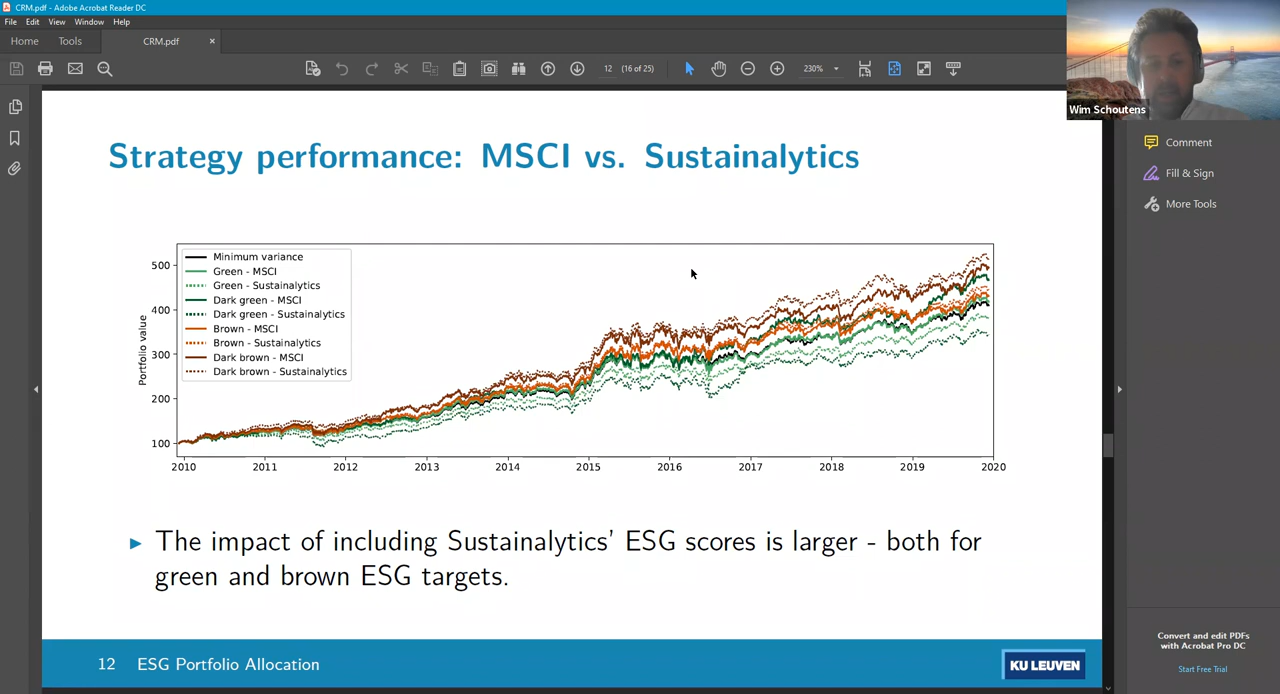 CRM.pdf - Adobe Acrobat Reader DC
File Edit View Window Help
Home Tools CRM.pdf ×
12 (16 of 25) 230%
Wim Schoutens
Comment
Fill & Sign
More Tools
Strategy performance: MSCI vs. Sustainalytics
Minimum variance
Green - MSCI
Green - Sustainalytics
Dark green - MSCI
Dark green - Sustainalytics
Brown - MSCI
Brown - Sustainalytics
Dark brown - MSCI
Dark brown - Sustainalytics
Portfolio value
500
400
300
200
100
2010 2011 2012 2013 2014 2015 2016 2017 2018 2019 2020
The impact of including Sustainalytics' ESG scores is larger - both for
green and brown ESG targets.
12 ESG Portfolio Allocation
KU LEUVEN
Convert and edit PDFs
with Acrobat Pro DC
Start Free Trial